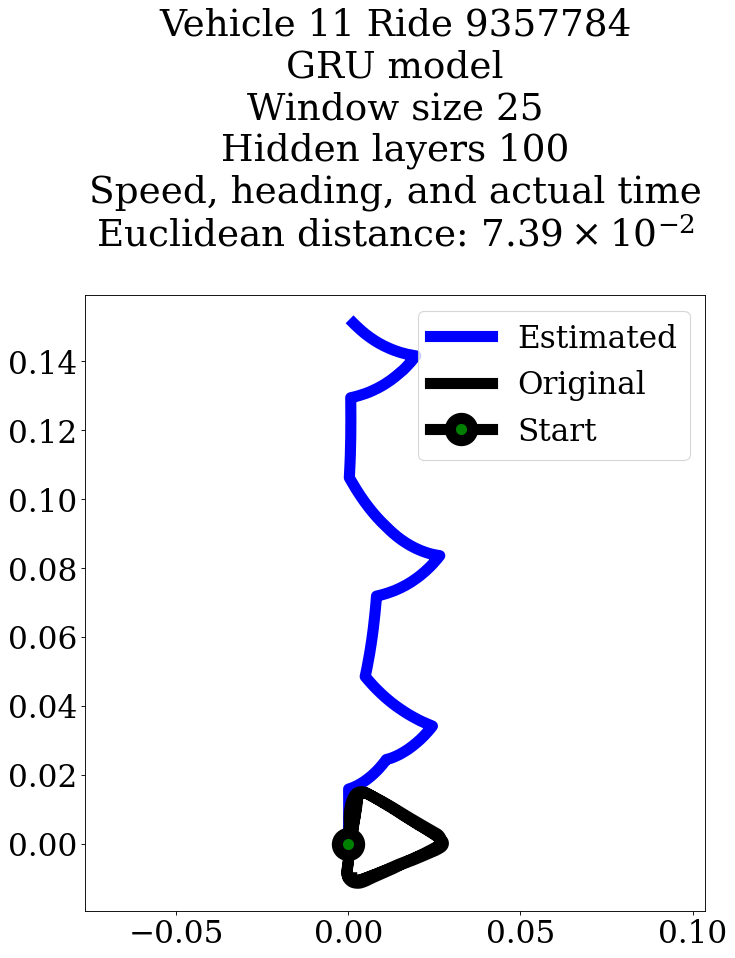 Vehicle 11 Ride 9357784
GRU model
Window size 25
Hidden layers 100
Speed, heading, and actual time
Euclidean distance: 7.39 × 10⁻²
Estimated
Original
Start
0.14
0.12
0.10
0.08
0.06
0.04
0.02
0.00
−0.05 0.00 0.05 0.10